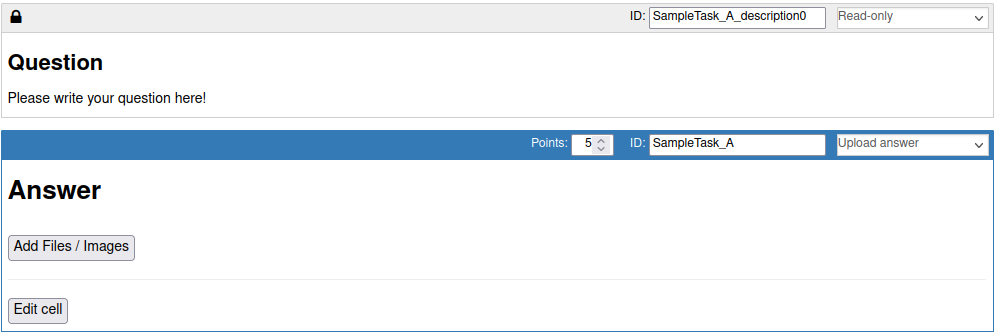 ID: SampleTask_A_description0 Read-only
Question
Please write your question here!
Points: 5 ID: SampleTask_A Upload answer
Answer
Add Files / Images
Edit cell